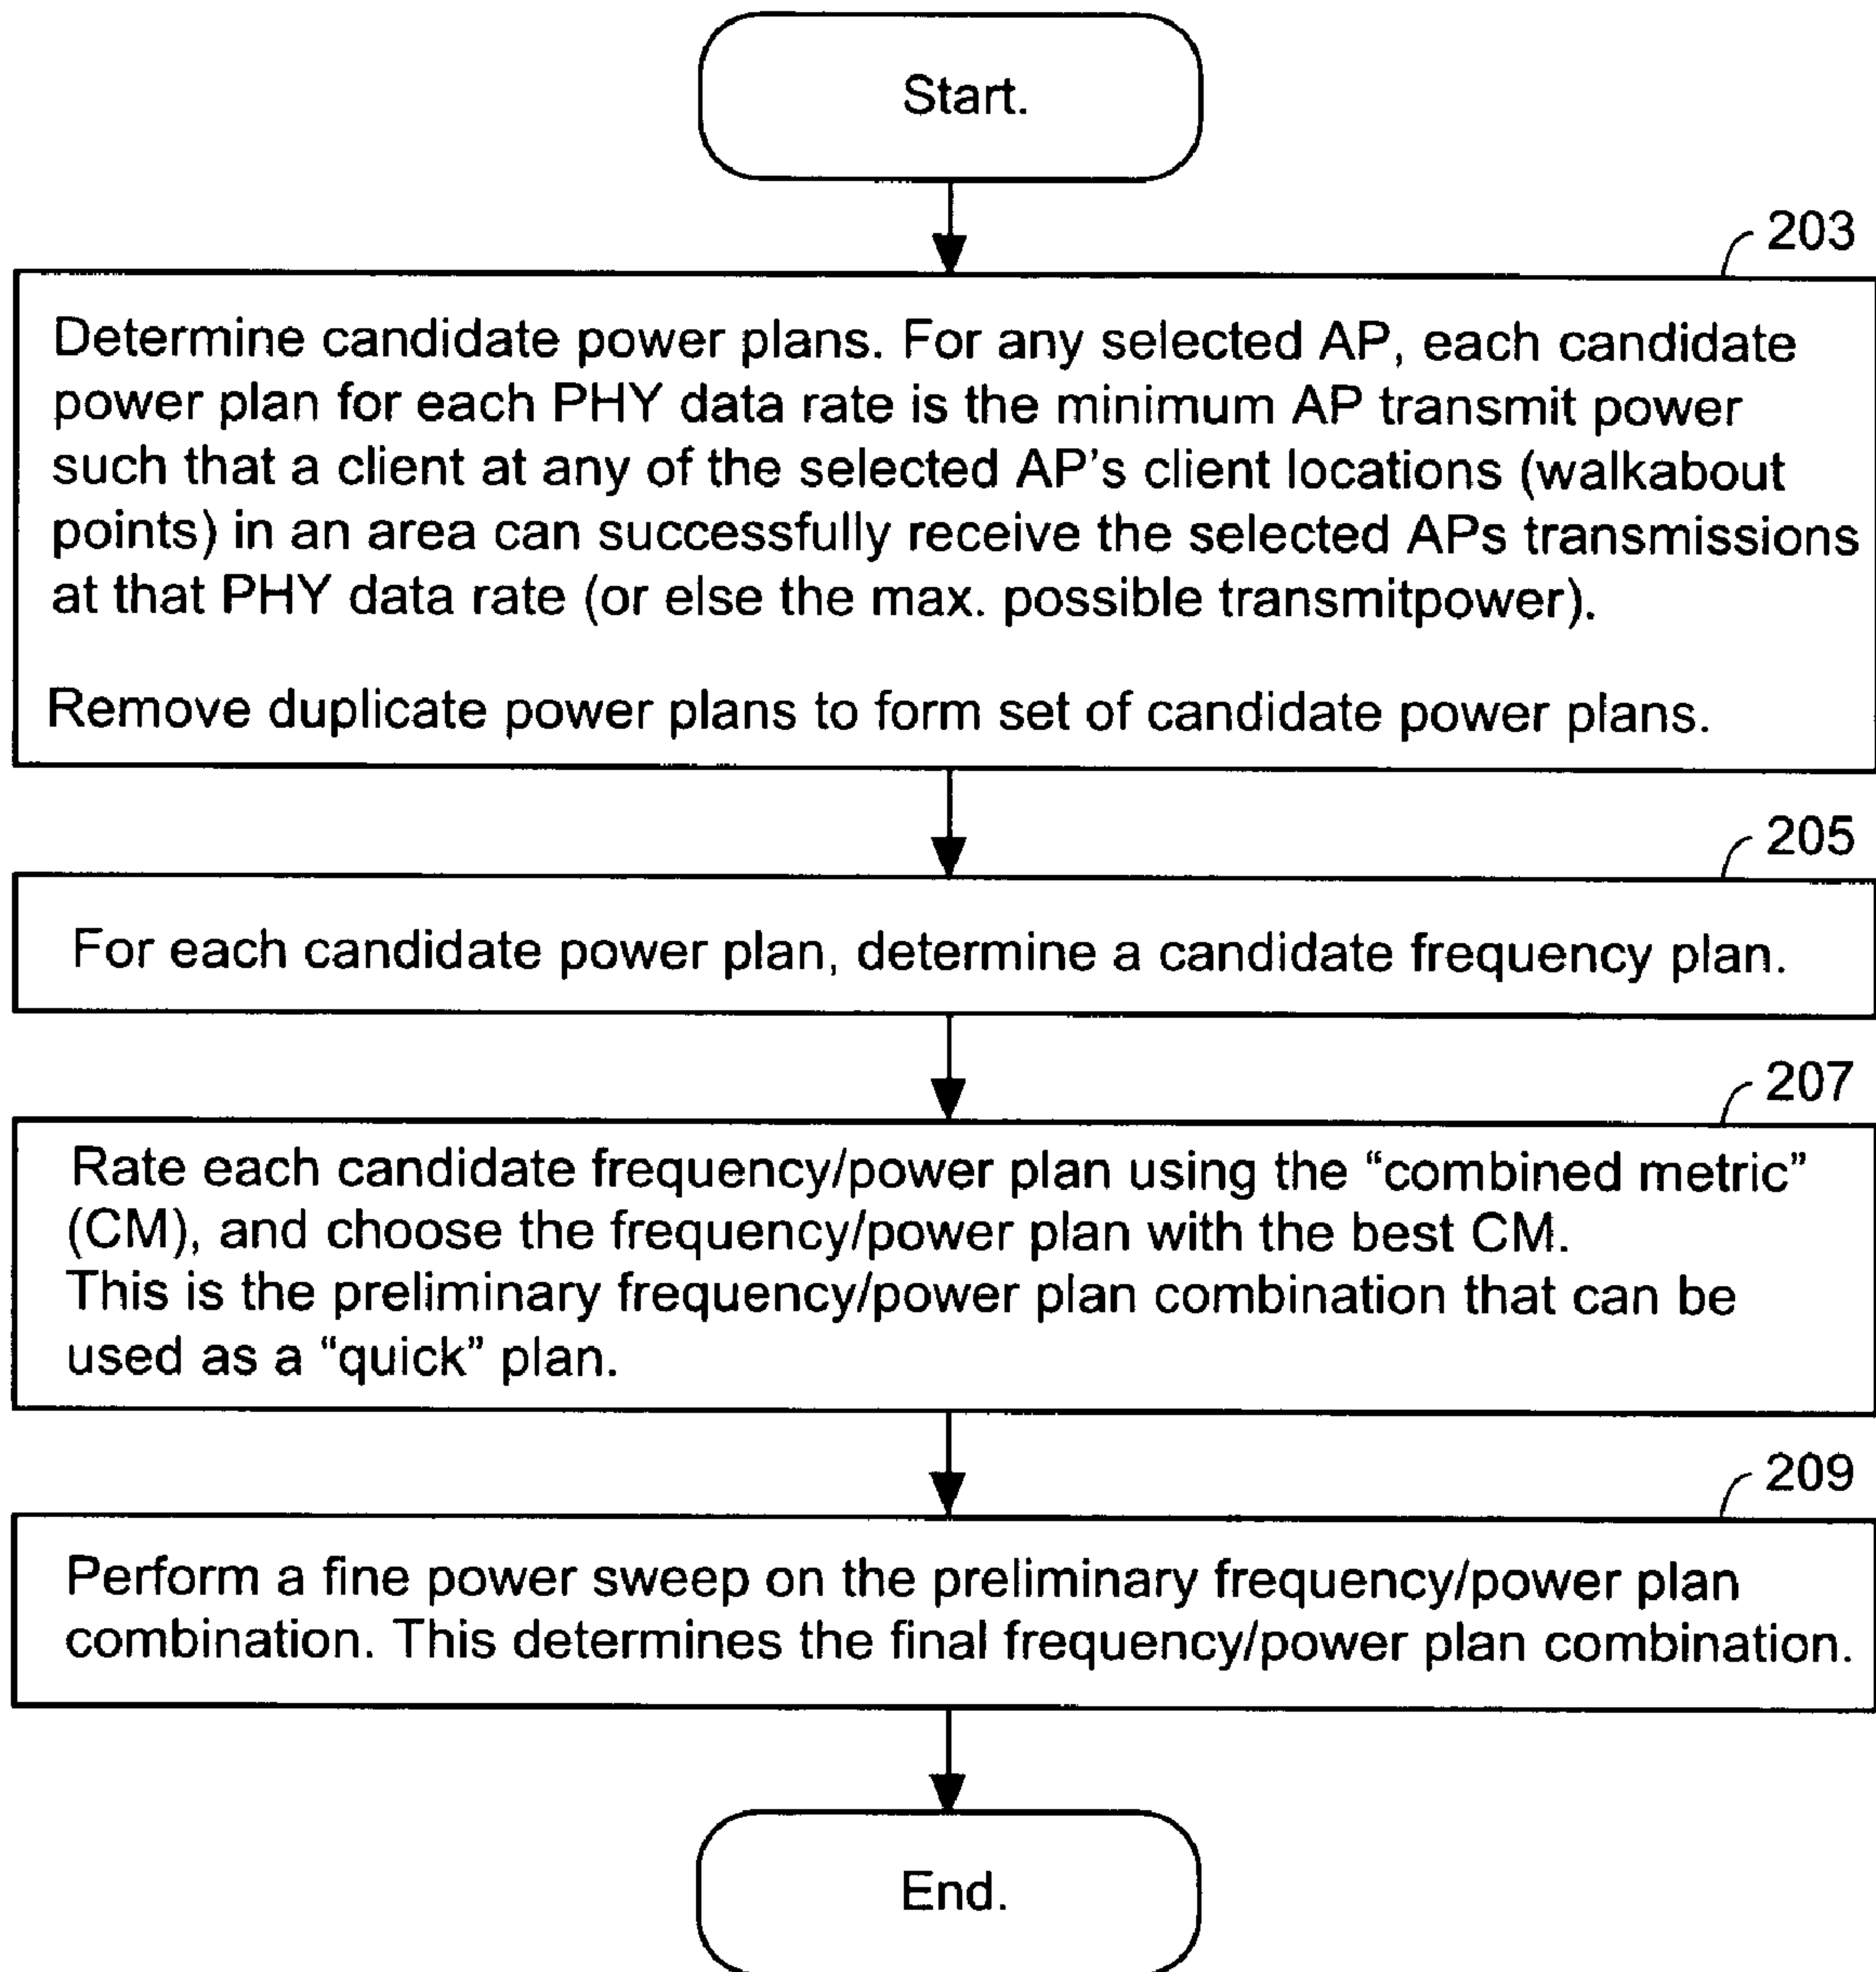 Start.
203
Determine candidate power plans. For any selected AP, each candidate
power plan for each PHY data rate is the minimum AP transmit power
such that a client at any of the selected AP's client locations (walkabout
points) in an area can successfully receive the selected APs transmissions
at that PHY data rate (or else the max. possible transmitpower).
Remove duplicate power plans to form set of candidate power plans.
205
For each candidate power plan, determine a candidate frequency plan.
207
Rate each candidate frequency/power plan using the “combined metric”
(CM), and choose the frequency/power plan with the best CM.
This is the preliminary frequency/power plan combination that can be
used as a “quick” plan.
209
Perform a fine power sweep on the preliminary frequency/power plan
combination. This determines the final frequency/power plan combination.
End.